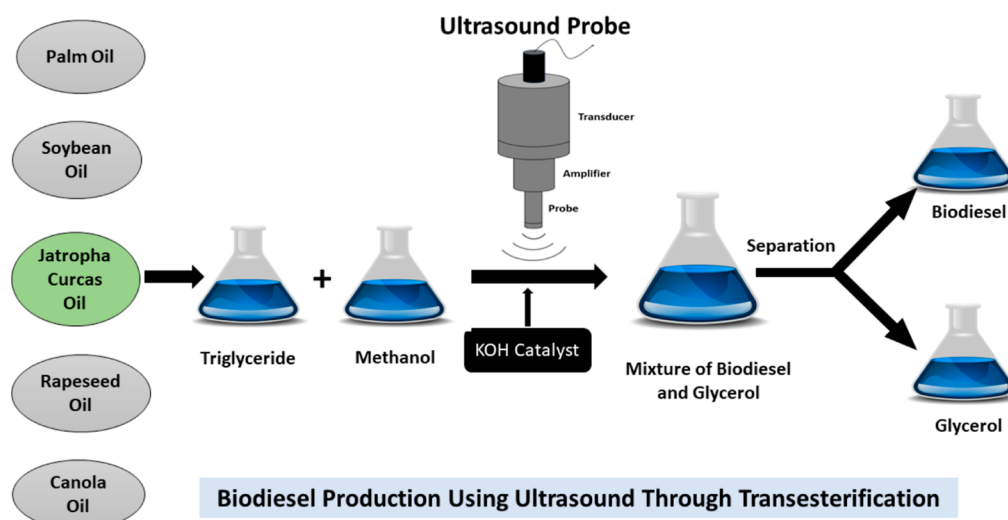 Palm Oil
Soybean
Oil
Jatropha
Curcas
Oil
Rapeseed
Oil
Canola
Oil
Triglyceride
+
Methanol
Ultrasound Probe
Transducer
Amplifier
Probe
KOH Catalyst
Mixture of Biodiesel
and Glycerol
Separation
Biodiesel
Glycerol
Biodiesel Production Using Ultrasound Through Transesterification